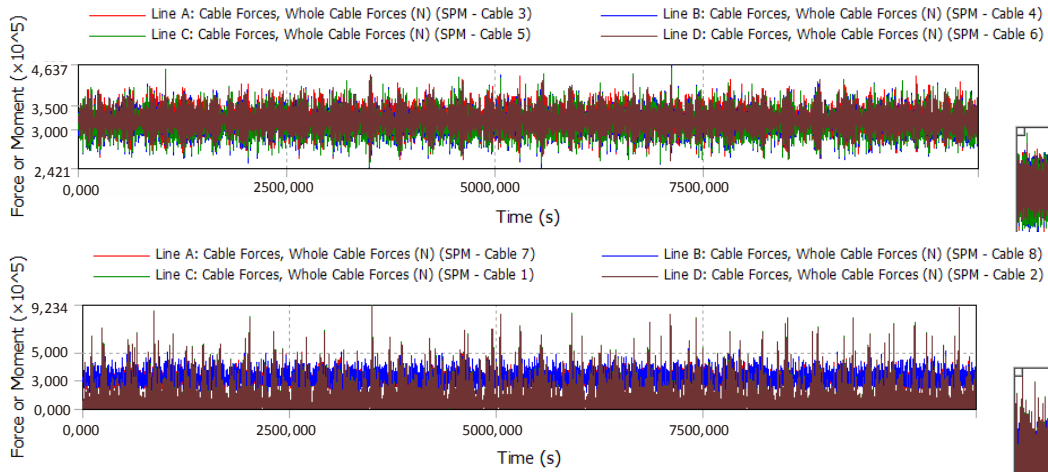 Line A: Cable Forces, Whole Cable Forces (N) (SPM - Cable 3) Line B: Cable Forces, Whole Cable Forces (N) (SPM - Cable 4)
Line C: Cable Forces, Whole Cable Forces (N) (SPM - Cable 5) Line D: Cable Forces, Whole Cable Forces (N) (SPM - Cable 6)
Force or Moment (×10^5)
4,637
3,500
3,000
2,421
0,000 2500,000 5000,000 7500,000
Time (s)
Line A: Cable Forces, Whole Cable Forces (N) (SPM - Cable 7) Line B: Cable Forces, Whole Cable Forces (N) (SPM - Cable 8)
Line C: Cable Forces, Whole Cable Forces (N) (SPM - Cable 1) Line D: Cable Forces, Whole Cable Forces (N) (SPM - Cable 2)
Force or Moment (×10^5)
9,234
5,000
3,000
0,000
0,000 2500,000 5000,000 7500,000
Time (s)